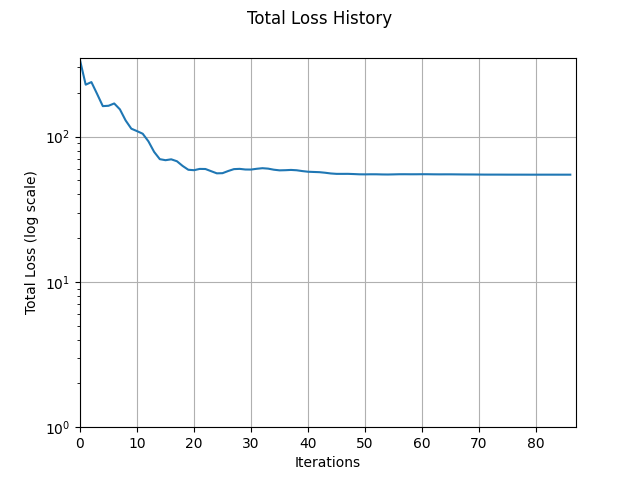 Total Loss History
Total Loss (log scale)
10²
10¹
10⁰
0 10 20 30 40 50 60 70 80
Iterations